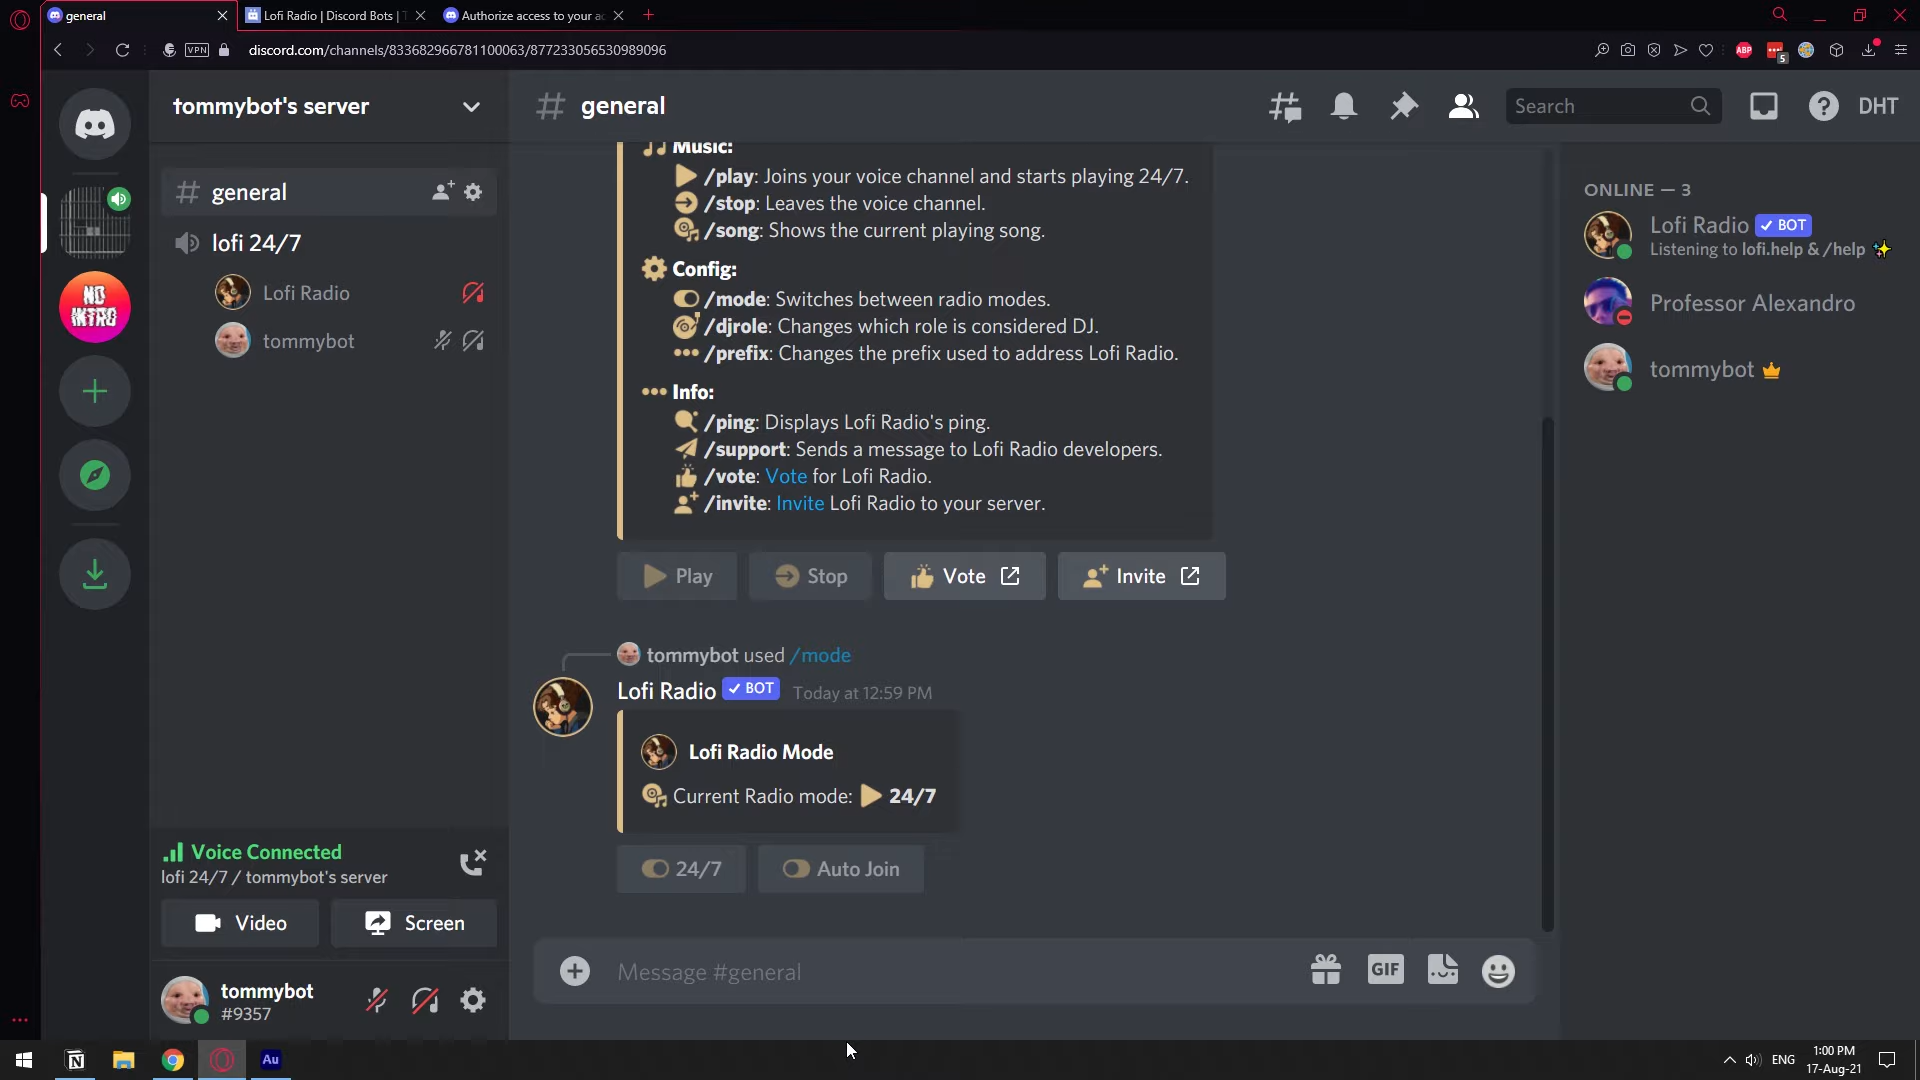 general
Lofi Radio | Discord Bots |
Authorize access to your ac
VPN
discord.com/channels/833682966781100063/877233056530989096
ABP
5
tommybot's server
general
Search
DHT
general
lofi 24/7
Lofi Radio
tommybot
NO
INTRO
Music:
/play: Joins your voice channel and starts playing 24/7.
/stop: Leaves the voice channel.
/song: Shows the current playing song.
Config:
/mode: Switches between radio modes.
/djrole: Changes which role is considered DJ.
/prefix: Changes the prefix used to address Lofi Radio.
Info:
/ping: Displays Lofi Radio's ping.
/support: Sends a message to Lofi Radio developers.
/vote: Vote for Lofi Radio.
/invite: Invite Lofi Radio to your server.
Play
Stop
Vote
Invite
tommybot used /mode
Lofi Radio BOT Today at 12:59 PM
Lofi Radio Mode
Current Radio mode: 24/7
24/7
Auto Join
Message #general
GIF
ONLINE — 3
Lofi Radio BOT
Listening to lofi.help & /help
Professor Alexandro
tommybot
Voice Connected
lofi 24/7 / tommybot's server
Video
Screen
tommybot
#9357
Au
ENG
1:00 PM
17-Aug-21